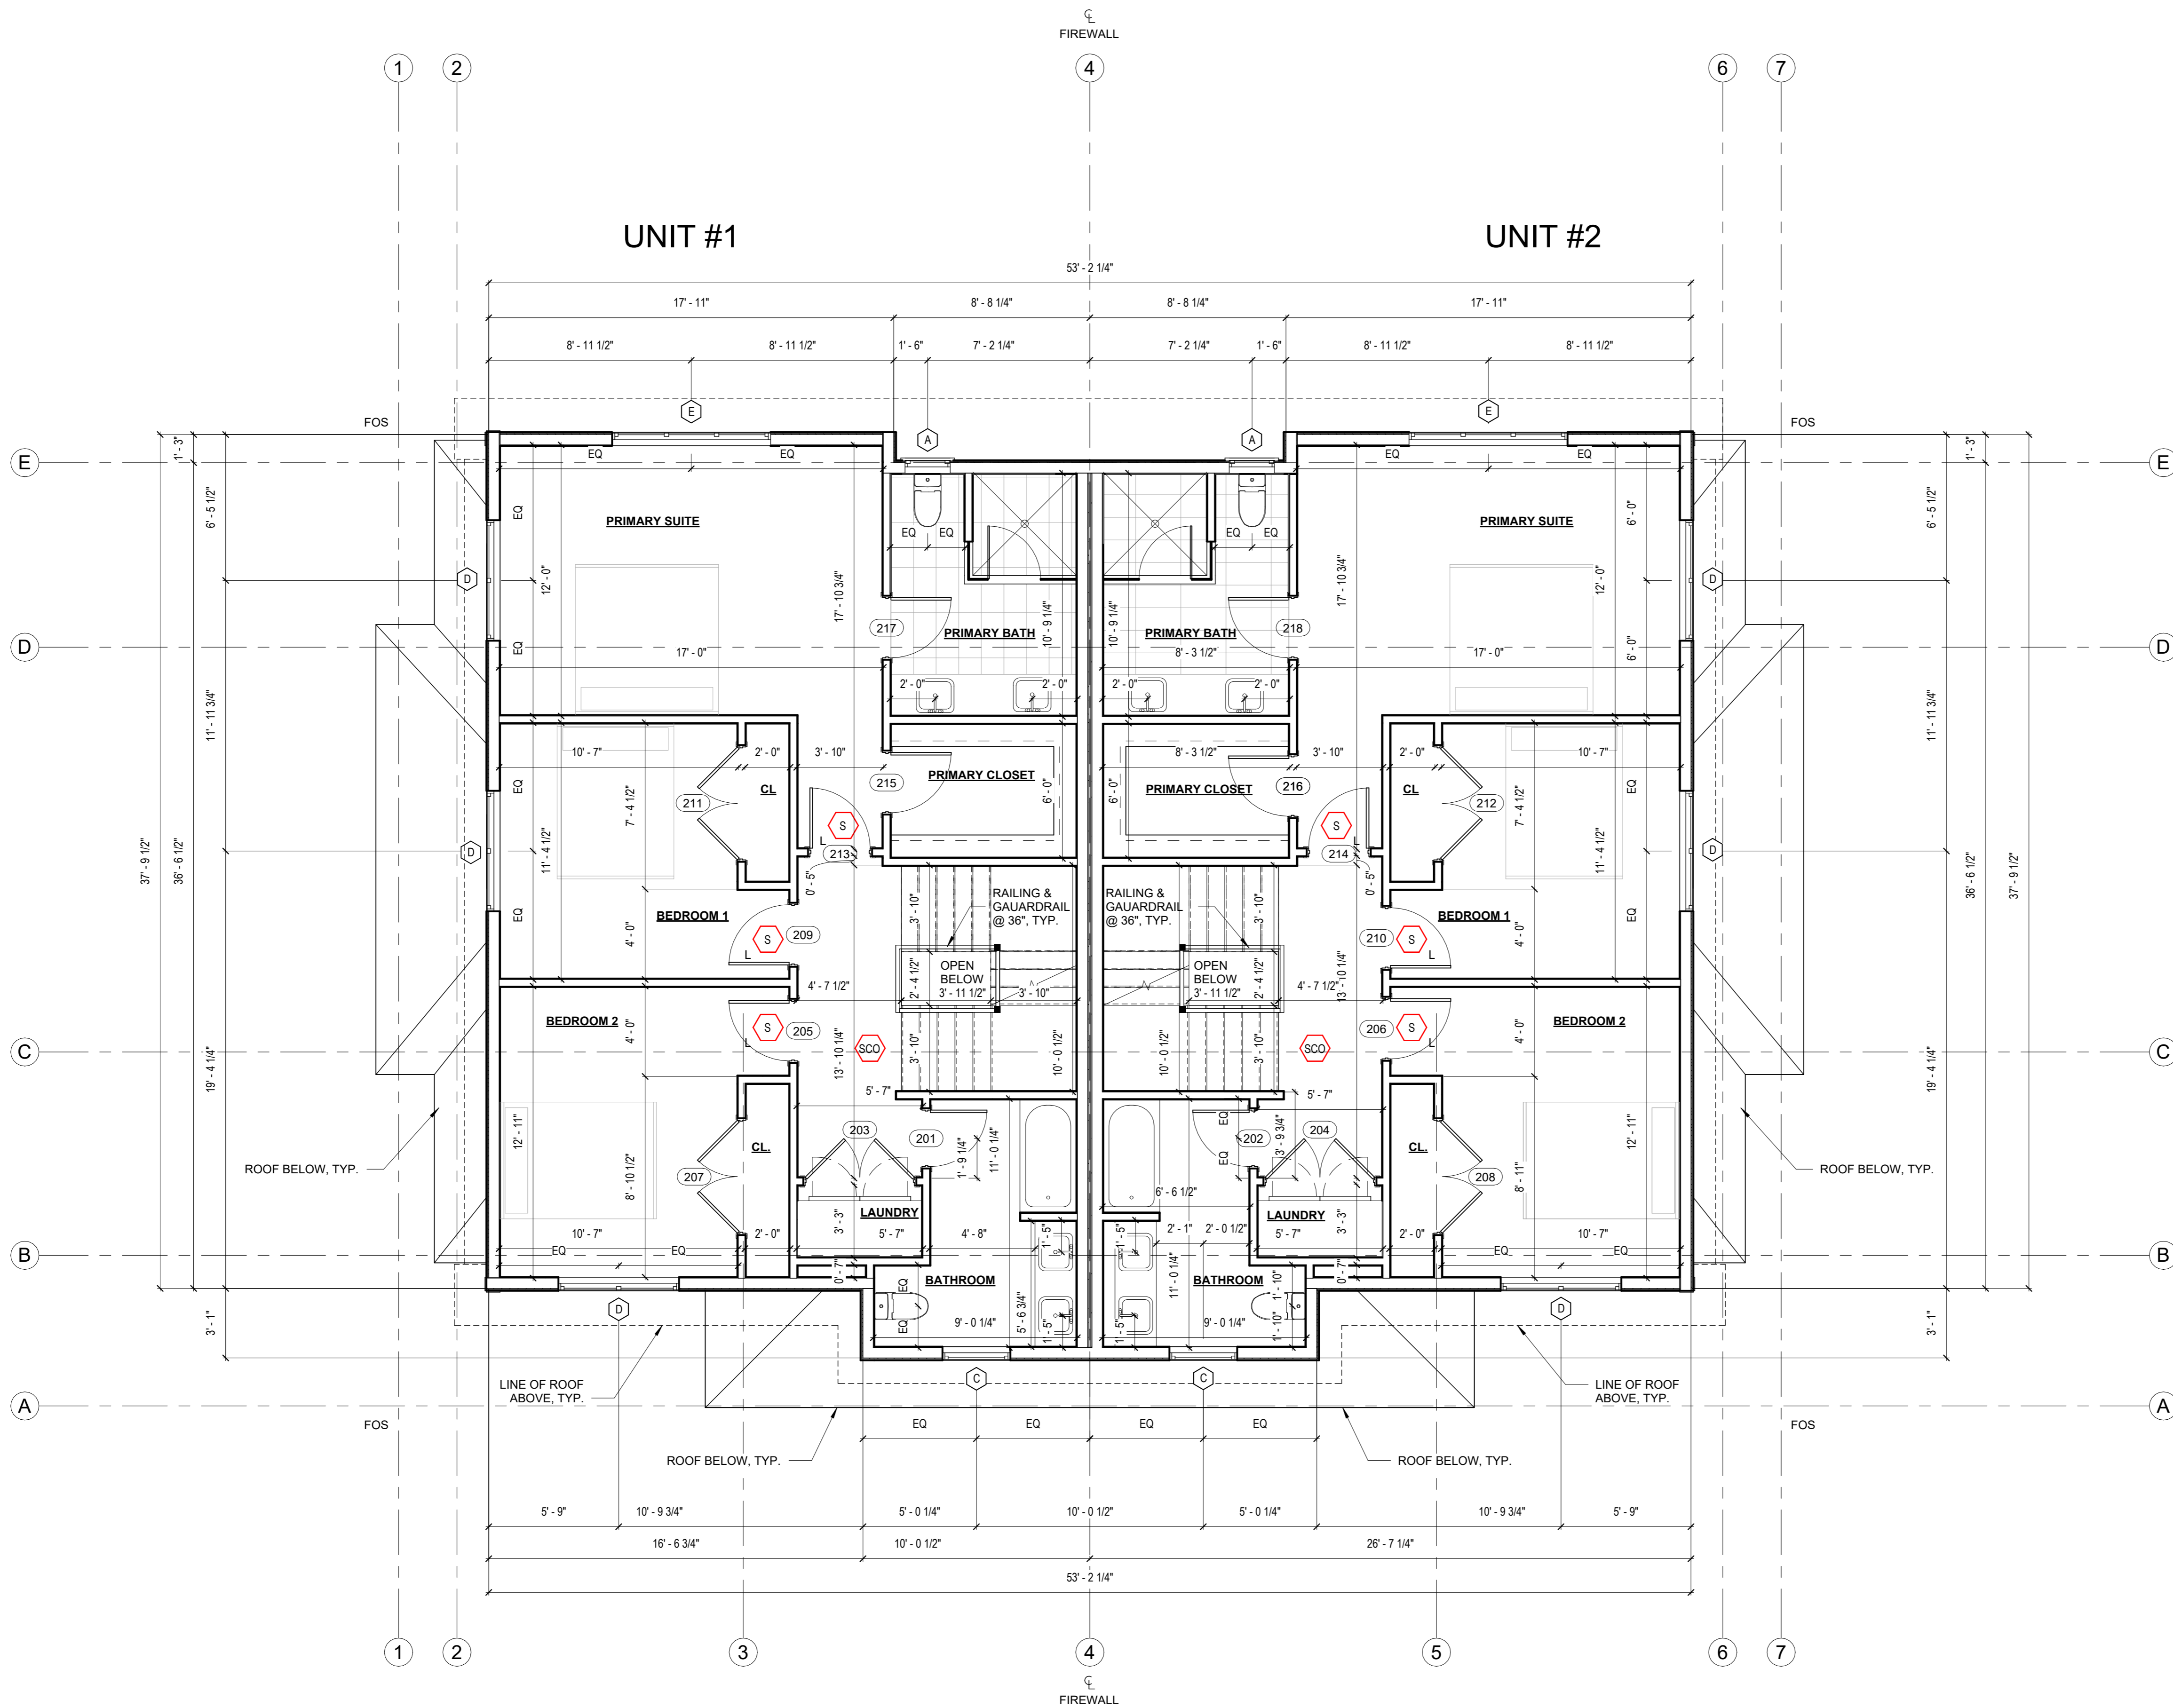 ℄
FIREWALL
1
2
4
6
7
UNIT #1
UNIT #2
53' - 2 1/4"
17' - 11"
8' - 8 1/4"
8' - 8 1/4"
17' - 11"
8' - 11 1/2"
8' - 11 1/2"
1' - 6"
7' - 2 1/4"
7' - 2 1/4"
1' - 6"
8' - 11 1/2"
8' - 11 1/2"
E
E
FOS
FOS
A
A
1' - 3"
1' - 3"
E
EQ
EQ
EQ
EQ
E
6' - 5 1/2"
EQ
PRIMARY SUITE
EQ
EQ
EQ
EQ
PRIMARY SUITE
6' - 0"
6' - 5 1/2"
D
12' - 0"
17' - 10 3/4"
17' - 10 3/4"
12' - 0"
D
217
PRIMARY BATH
10' - 9 1/4"
10' - 9 1/4"
PRIMARY BATH
218
D
EQ
17' - 0"
8' - 3 1/2"
17' - 0"
6' - 0"
D
2' - 0"
2' - 0"
2' - 0"
2' - 0"
11' - 11 3/4"
11' - 11 3/4"
10' - 7"
2' - 0"
3' - 10"
8' - 3 1/2"
3' - 10"
2' - 0"
10' - 7"
EQ
7' - 4 1/2"
211
CL
215
PRIMARY CLOSET
6' - 0"
6' - 0"
PRIMARY CLOSET
216
CL
212
7' - 4 1/2"
EQ
37' - 9 1/2"
36' - 6 1/2"
D
11' - 4 1/2"
S
L
213
0' - 5"
S
L
214
0' - 5"
11' - 4 1/2"
D
36' - 6 1/2"
37' - 9 1/2"
EQ
BEDROOM 1
4' - 0"
S
209
L
3' - 10"
RAILING &
GAUARDRAIL
@ 36", TYP.
RAILING &
GAUARDRAIL
@ 36", TYP.
3' - 10"
210
S
L
BEDROOM 1
4' - 0"
EQ
4' - 7 1/2"
2' - 4 1/2"
OPEN
BELOW
3' - 11 1/2"
3' - 10"
OPEN
BELOW
3' - 11 1/2"
2' - 4 1/2"
4' - 7 1/2"
13' - 10 1/4"
BEDROOM 2
4' - 0"
S
205
L
SCO
13' - 10 1/4"
3' - 10"
10' - 0 1/2"
10' - 0 1/2"
3' - 10"
SCO
206
S
L
4' - 0"
BEDROOM 2
C
C
19' - 4 1/4"
19' - 4 1/4"
5' - 7"
5' - 7"
12' - 11"
CL.
203
201
1' - 9 1/4"
11' - 0 1/4"
EQ
EQ
202
3' - 9 3/4"
204
CL.
12' - 11"
ROOF BELOW, TYP.
ROOF BELOW, TYP.
207
8' - 10 1/2"
8' - 11"
208
6' - 6 1/2"
LAUNDRY
3' - 3"
LAUNDRY
3' - 3"
10' - 7"
2' - 0"
5' - 7"
4' - 8"
1' - 5"
1' - 5"
2' - 1"
2' - 0 1/2"
5' - 7"
2' - 0"
10' - 7"
B
EQ
EQ
EQ
EQ
B
0' - 7"
EQ
BATHROOM
11' - 0 1/4"
BATHROOM
1' - 10"
0' - 7"
D
EQ
9' - 0 1/4"
5' - 6 3/4"
1' - 5"
1' - 5"
9' - 0 1/4"
1' - 10"
D
3' - 1"
3' - 1"
C
C
LINE OF ROOF
ABOVE, TYP.
LINE OF ROOF
ABOVE, TYP.
A
A
FOS
EQ
EQ
EQ
EQ
FOS
ROOF BELOW, TYP.
ROOF BELOW, TYP.
5' - 9"
10' - 9 3/4"
5' - 0 1/4"
10' - 0 1/2"
5' - 0 1/4"
10' - 9 3/4"
5' - 9"
16' - 6 3/4"
10' - 0 1/2"
26' - 7 1/4"
53' - 2 1/4"
1
2
3
4
5
6
7
℄
FIREWALL